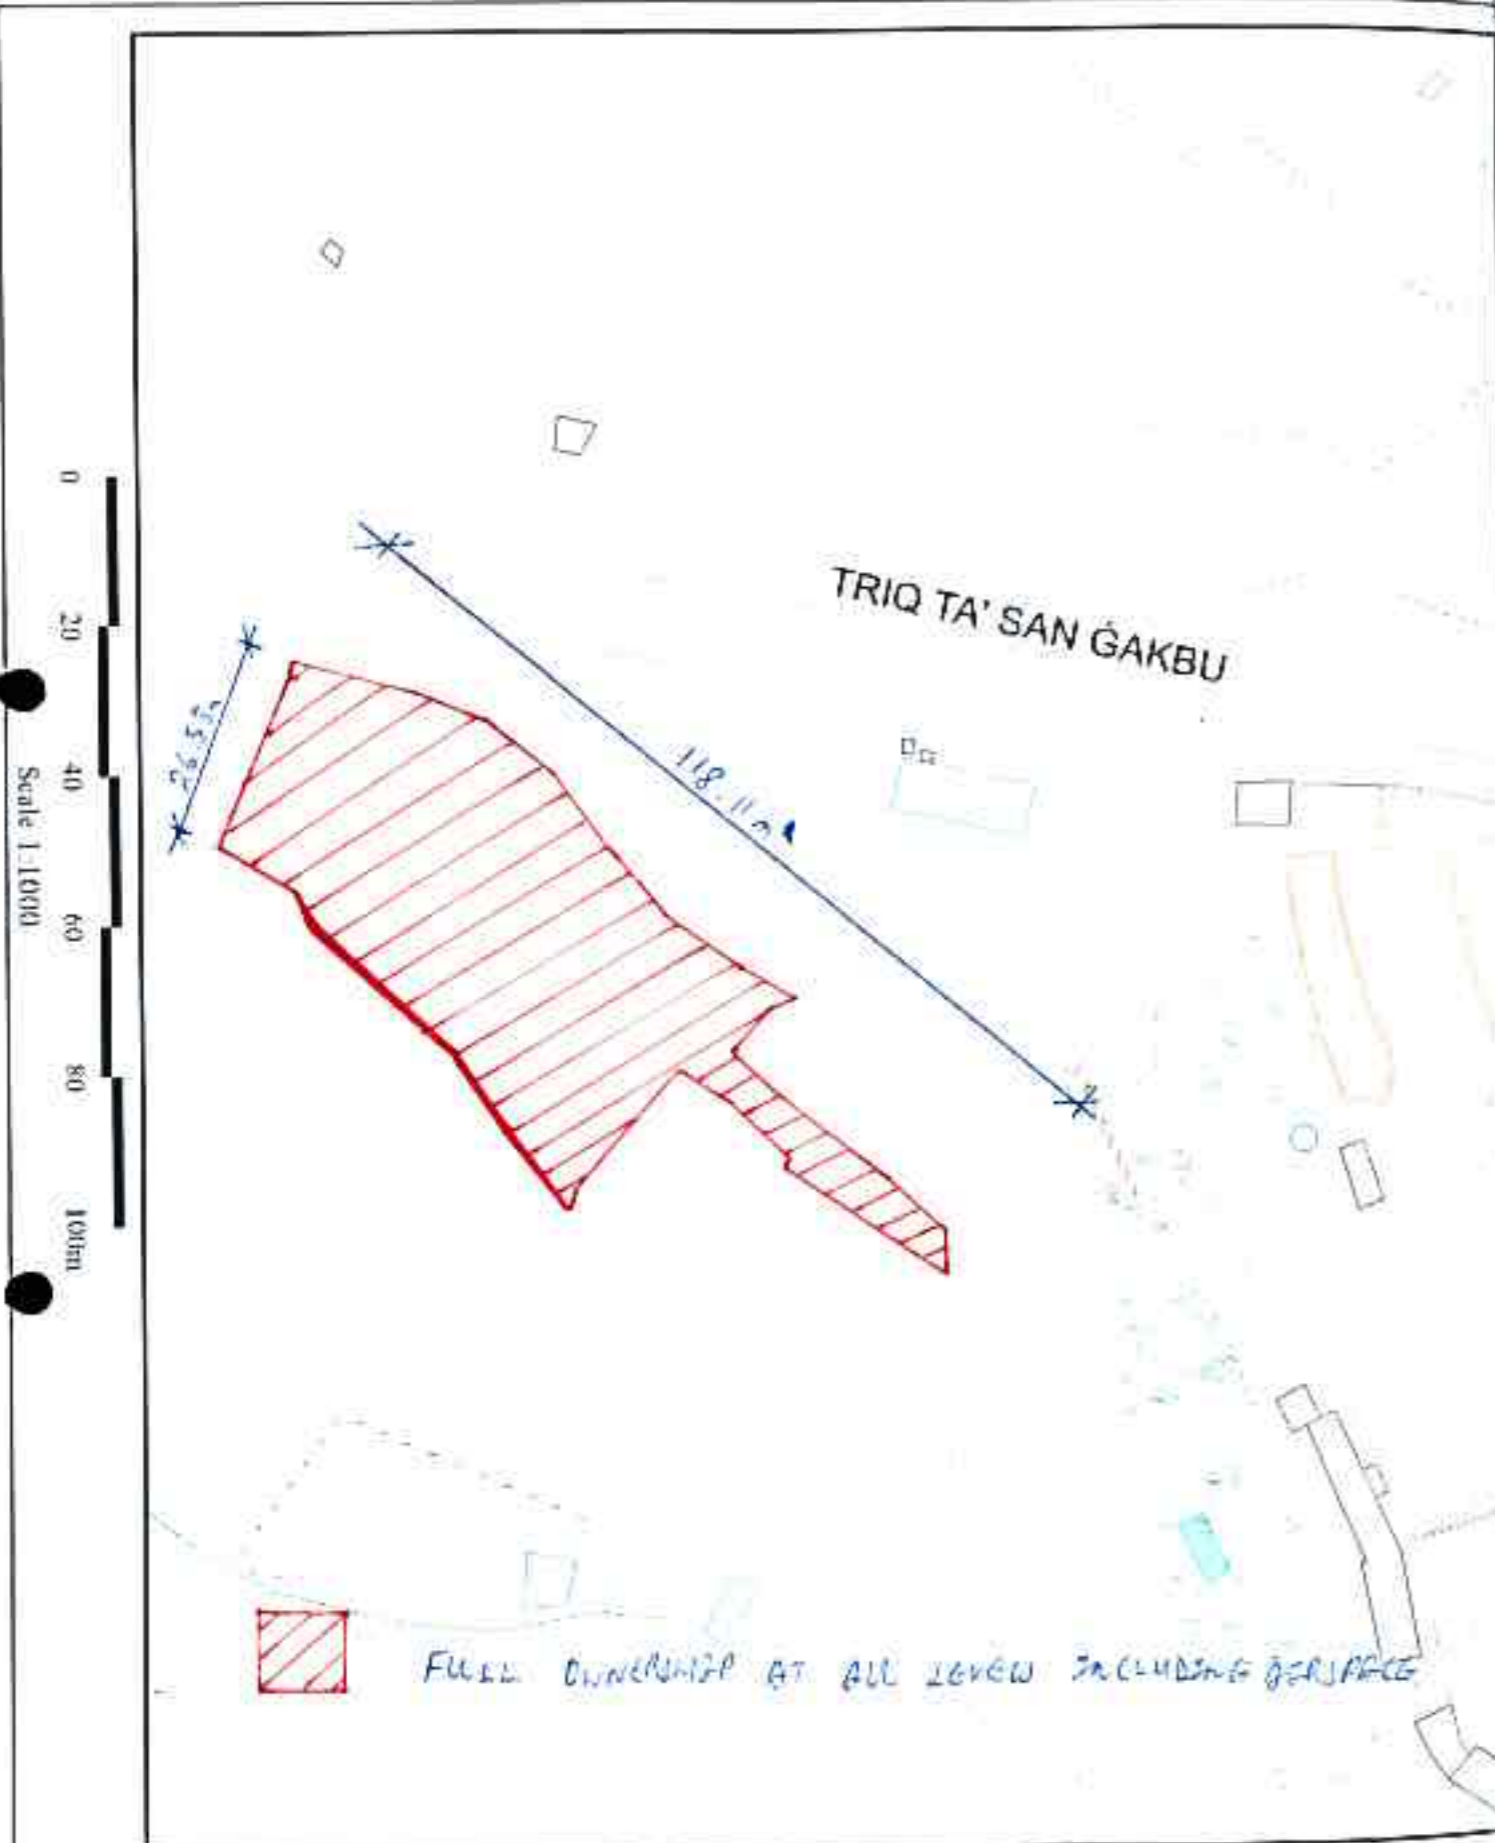 TRIQ TA' SAN ĠAKBU
118.11m
26.55m
0 20 40 60 80 100m
Scale 1:1000
FULL OWNERSHIP AT ALL LEVELS INCLUDING AIRSPACE